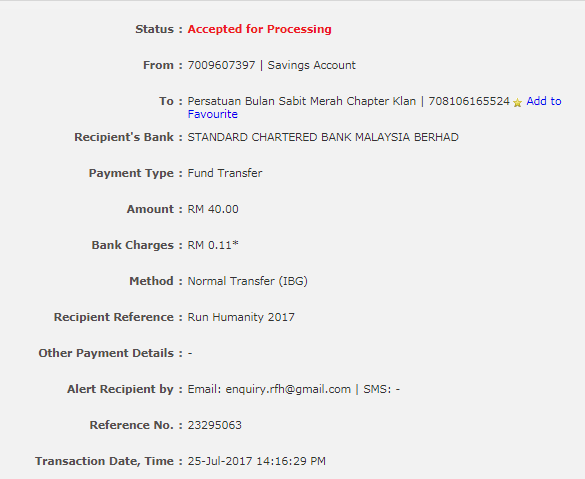 Status : Accepted for Processing
From : 7009607397 | Savings Account
To : Persatuan Bulan Sabit Merah Chapter Klan | 708106165524 Add to
Favourite
Recipient's Bank : STANDARD CHARTERED BANK MALAYSIA BERHAD
Payment Type : Fund Transfer
Amount : RM 40.00
Bank Charges : RM 0.11*
Method : Normal Transfer (IBG)
Recipient Reference : Run Humanity 2017
Other Payment Details : -
Alert Recipient by : Email: enquiry.rfh@gmail.com | SMS: -
Reference No. : 23295063
Transaction Date, Time : 25-Jul-2017 14:16:29 PM